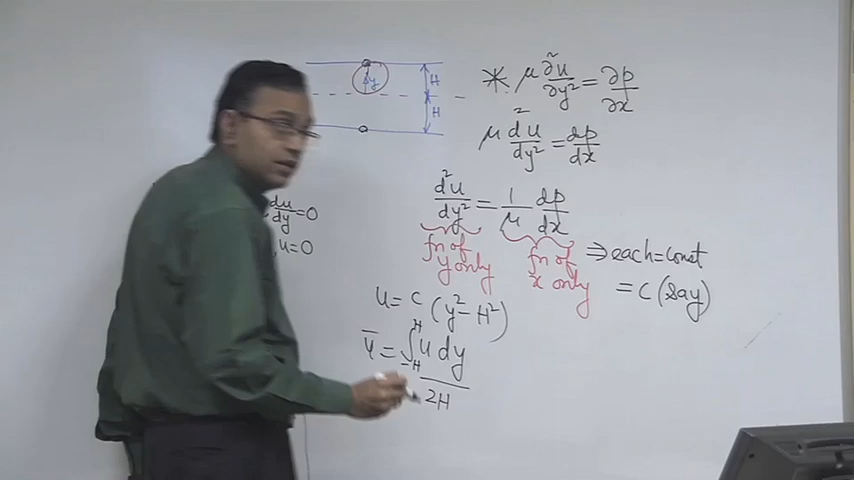 H
y
H
* μ ∂²u/∂y² = ∂p/∂x
μ d²u/dy² = dp/dx
d²u/dy² = 1/μ dp/dx
fn of y only
fn of x only
⇒ each = const
= c (say)
du/dy = 0
, u = 0
u = c (y² - H²)
ū = ∫_{-H}^{H} u dy / 2H